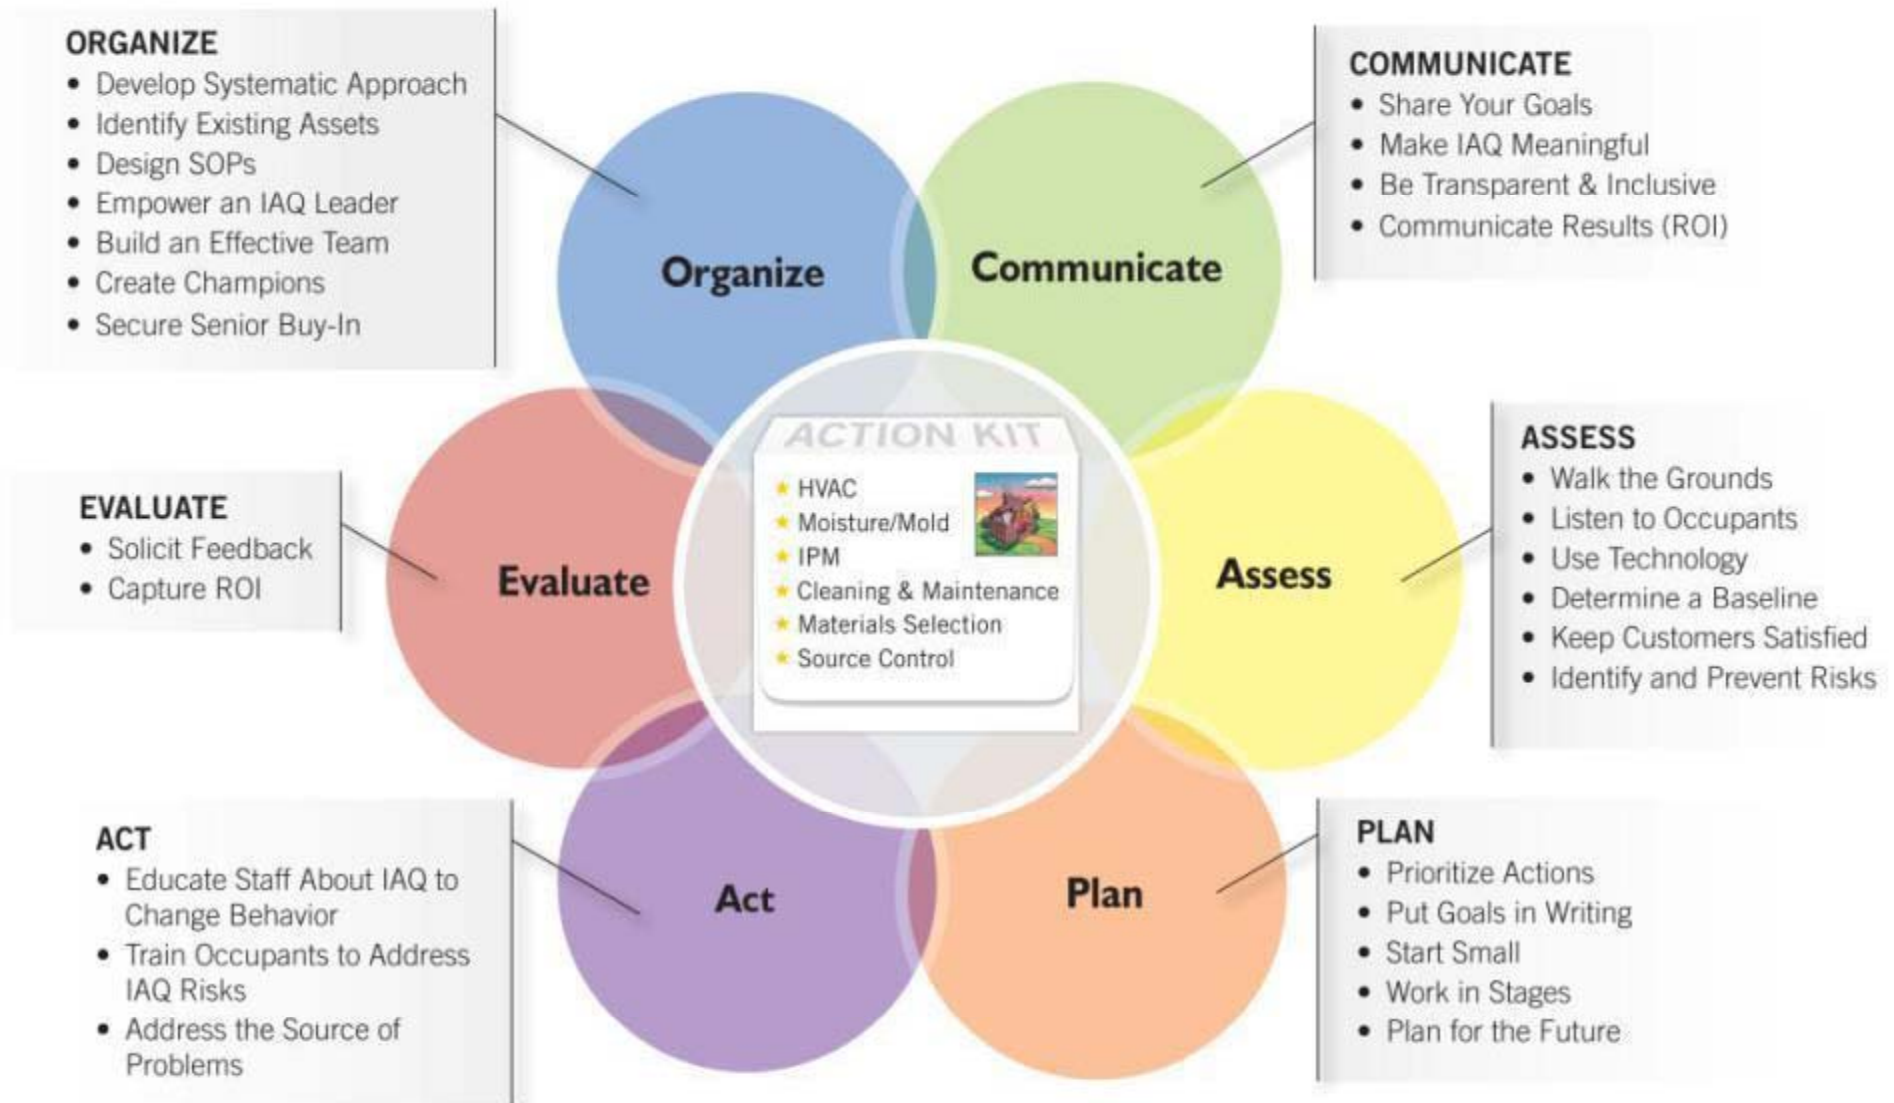 ORGANIZE
• Develop Systematic Approach
• Identify Existing Assets
• Design SOPs
• Empower an IAQ Leader
• Build an Effective Team
• Create Champions
• Secure Senior Buy-In
COMMUNICATE
• Share Your Goals
• Make IAQ Meaningful
• Be Transparent & Inclusive
• Communicate Results (ROI)
Organize
Communicate
EVALUATE
• Solicit Feedback
• Capture ROI
Evaluate
ACTION KIT
★ HVAC
★ Moisture/Mold
★ IPM
★ Cleaning & Maintenance
★ Materials Selection
★ Source Control
Assess
ASSESS
• Walk the Grounds
• Listen to Occupants
• Use Technology
• Determine a Baseline
• Keep Customers Satisfied
• Identify and Prevent Risks
ACT
• Educate Staff About IAQ to
Change Behavior
• Train Occupants to Address
IAQ Risks
• Address the Source of
Problems
Act
Plan
PLAN
• Prioritize Actions
• Put Goals in Writing
• Start Small
• Work in Stages
• Plan for the Future